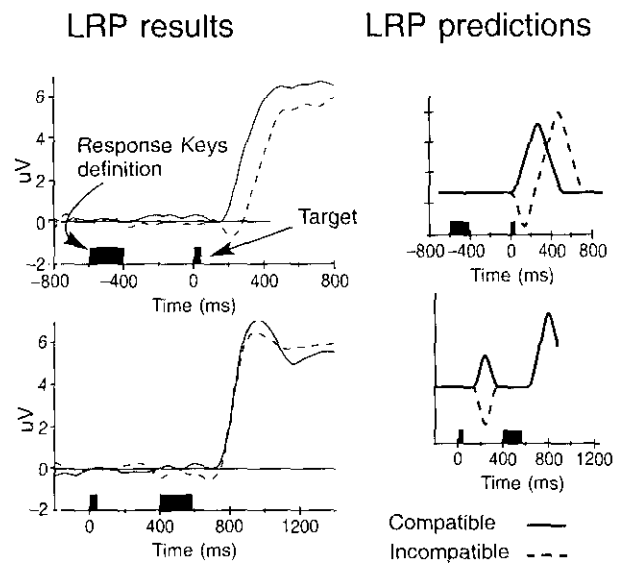 LRP results
LRP predictions
6
4
2
0
−2
μV
Response Keys
definition
Target
−800 −400 0 400 800
Time (ms)
−800 −400 0 400 800
Time (ms)
6
4
2
0
−2
μV
0 400 800 1200
Time (ms)
0 400 800 1200
Time (ms)
Compatible
Incompatible